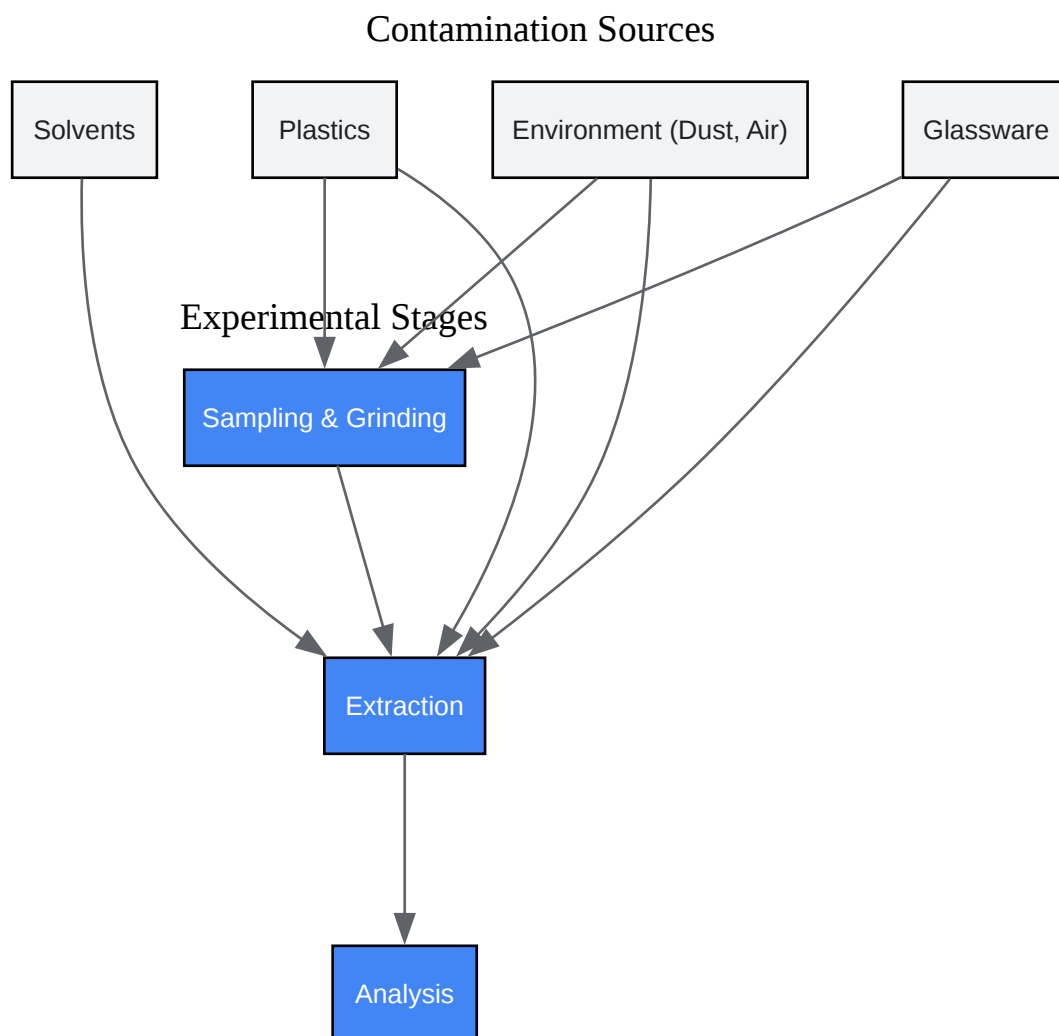 Contamination Sources
Solvents
Plastics
Environment (Dust, Air)
Glassware
Experimental Stages
Sampling & Grinding
Extraction
Analysis